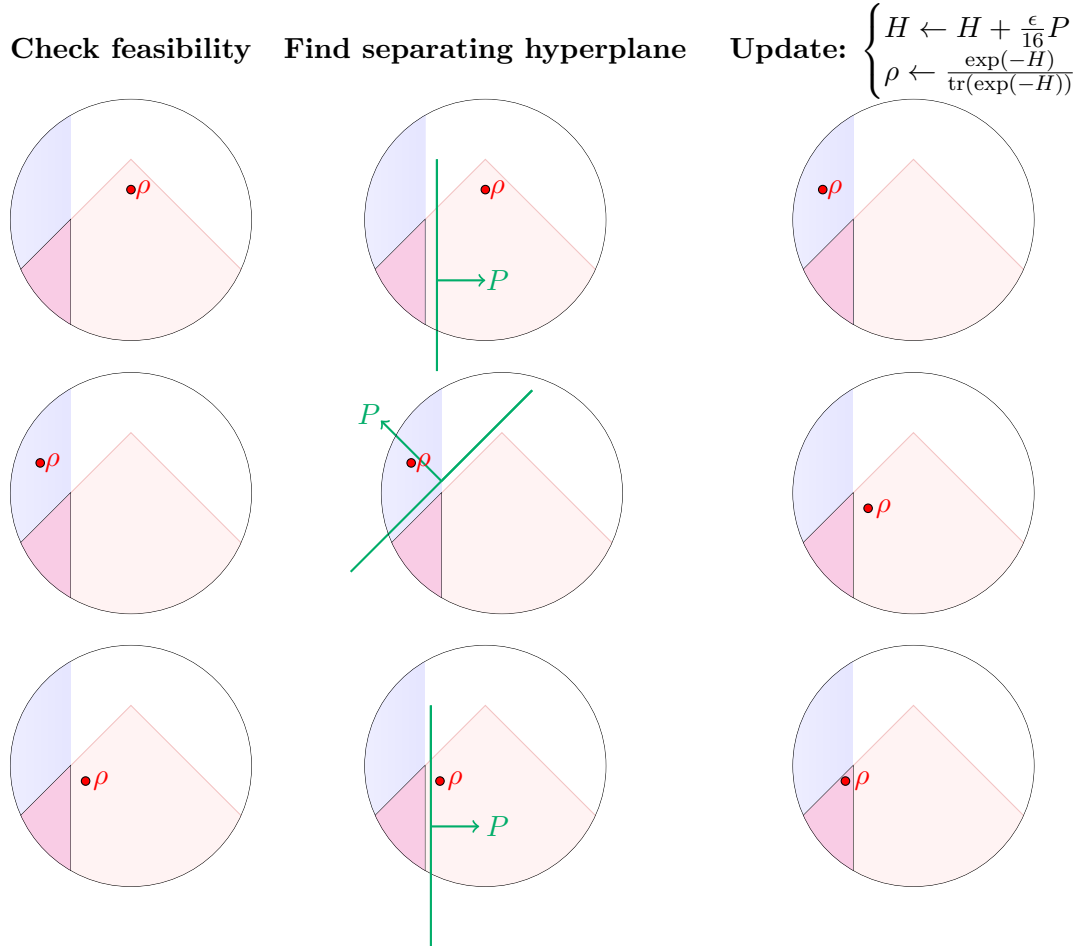 Check feasibility
Find separating hyperplane
Update: { H ← H + ϵ/16 P
ρ ← exp(−H)/tr(exp(−H))
ρ
ρ
P
ρ
ρ
P
ρ
ρ
ρ
ρ
P
ρ